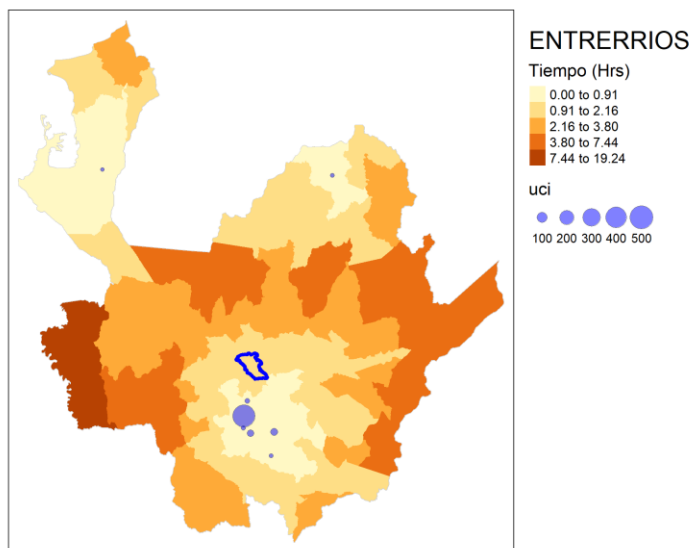 ENTRERRIOS
Tiempo (Hrs)
0.00 to 0.91
0.91 to 2.16
2.16 to 3.80
3.80 to 7.44
7.44 to 19.24
uci
100 200 300 400 500